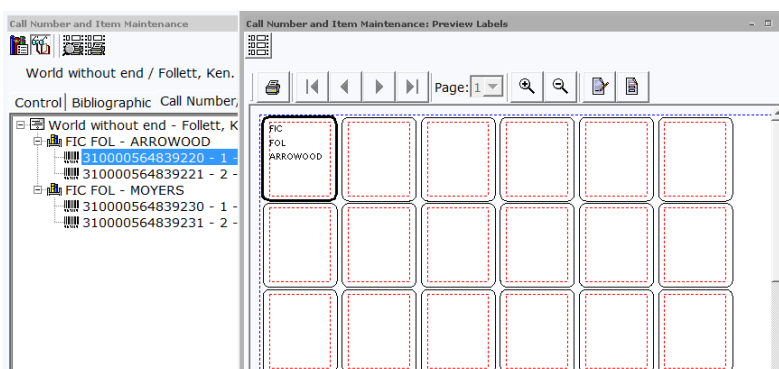 Call Number and Item Maintenance
World without end / Follett, Ken.
Control Bibliographic Call Number/
World without end - Follett, K
FIC FOL - ARROWOOD
310000564839220 - 1 -
310000564839221 - 2 -
FIC FOL - MOYERS
310000564839230 - 1 -
310000564839231 - 2 -
Call Number and Item Maintenance: Preview Labels
Page: 1
FIC
FOL
ARROWOOD